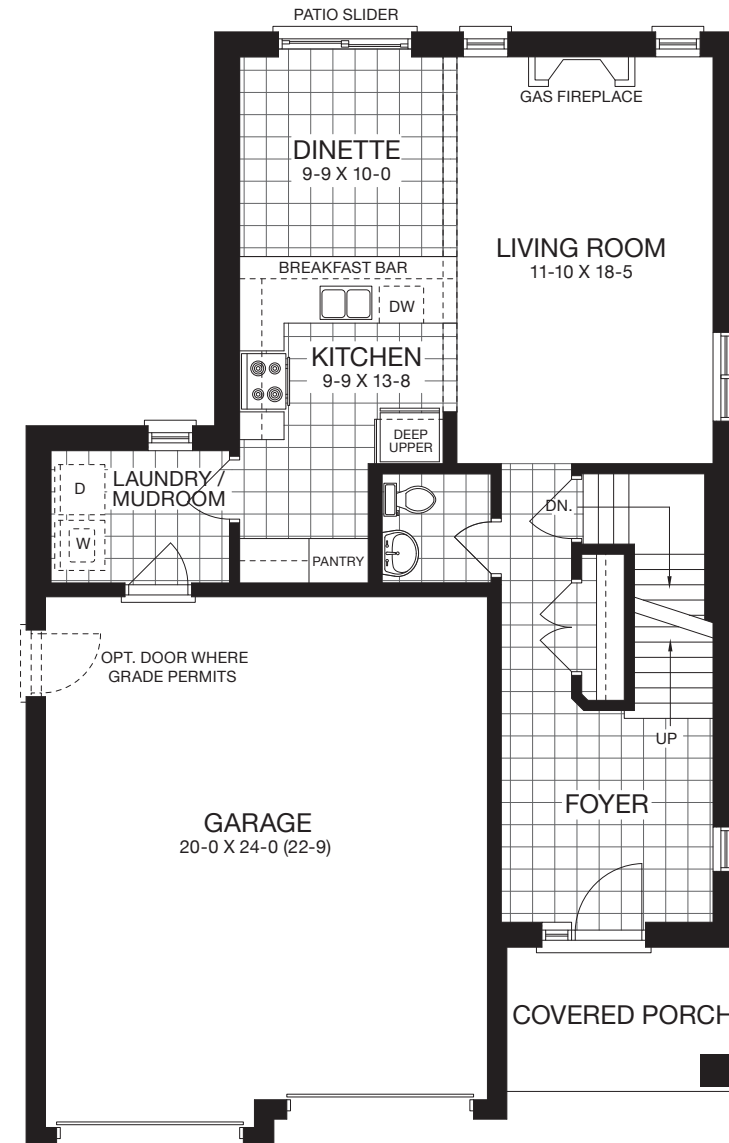 PATIO SLIDER
GAS FIREPLACE
DINETTE
9-9 X 10-0
LIVING ROOM
11-10 X 18-5
BREAKFAST BAR
DW
KITCHEN
9-9 X 13-8
DEEP
UPPER
LAUNDRY /
MUDROOM
D
W
DN.
PANTRY
OPT. DOOR WHERE
GRADE PERMITS
UP
FOYER
GARAGE
20-0 X 24-0 (22-9)
COVERED PORCH